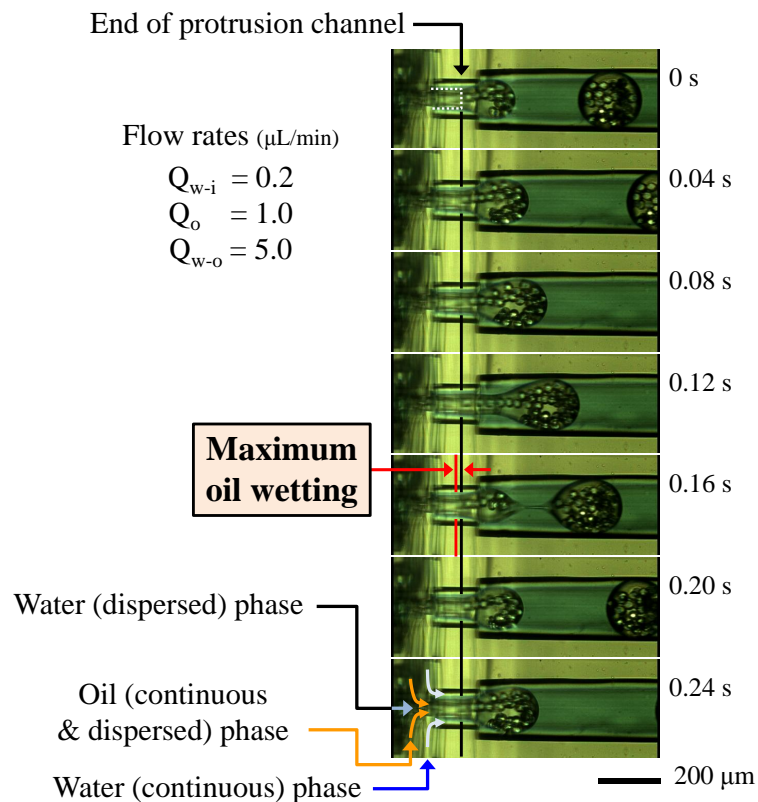 End of protrusion channel
0 s
Flow rates (μL/min)
Q_w-i = 0.2
Q_o = 1.0
Q_w-o = 5.0
0.04 s
0.08 s
0.12 s
Maximum
oil wetting
0.16 s
0.20 s
Water (dispersed) phase
0.24 s
Oil (continuous
& dispersed) phase
Water (continuous) phase
200 μm